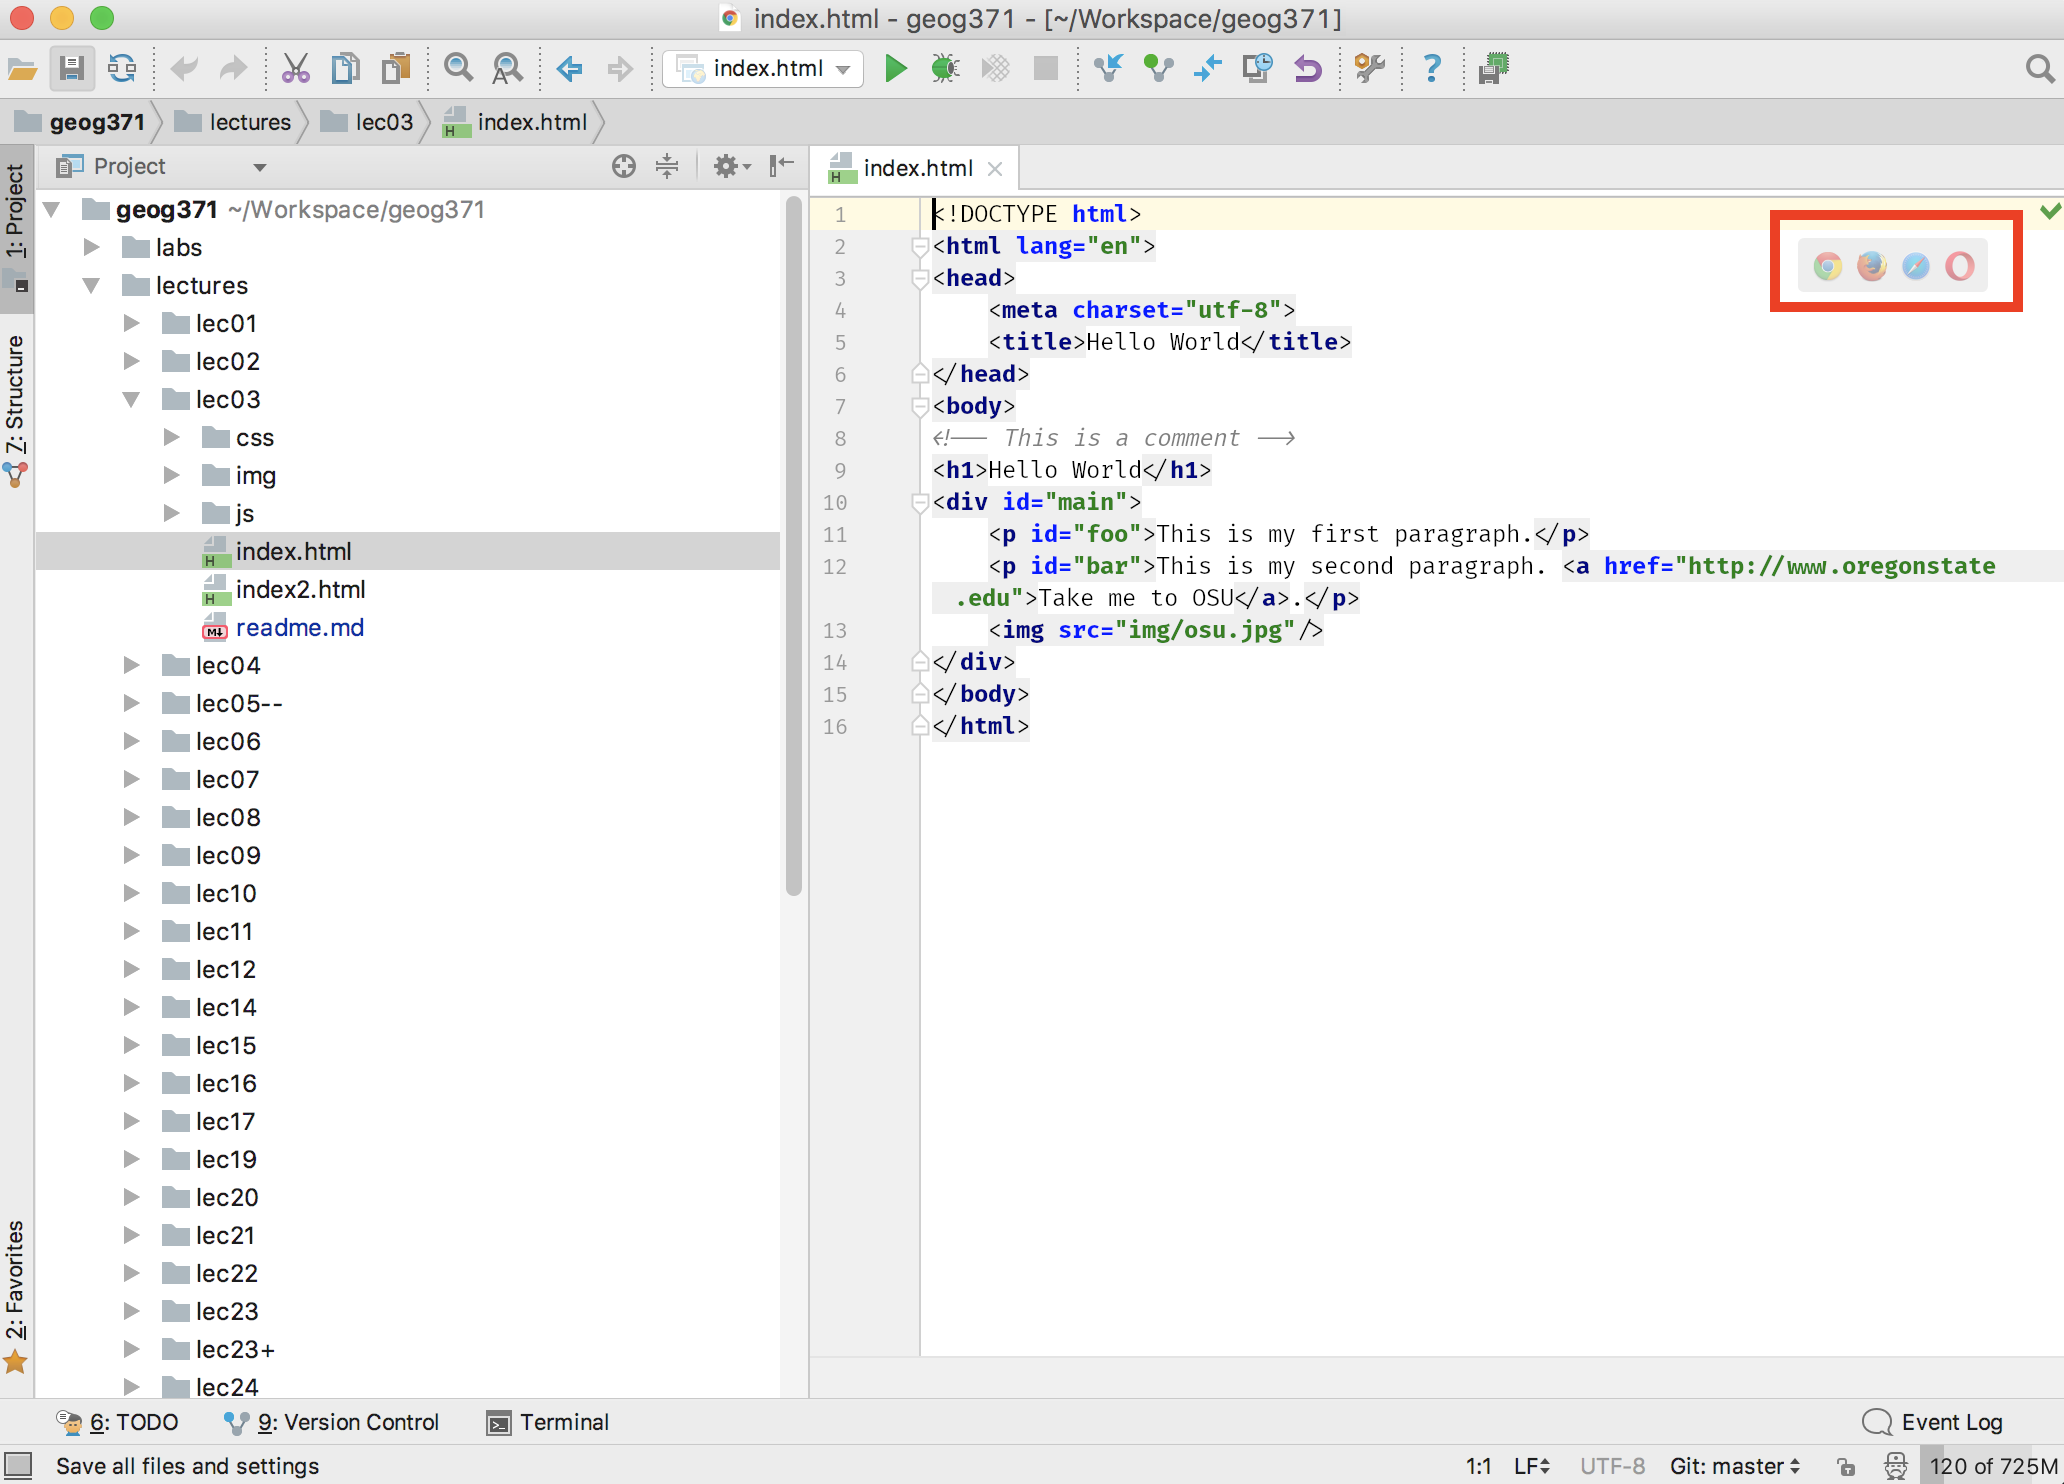 index.html - geog371 - [~/Workspace/geog371]
index.html
geog371 lectures lec03 index.html
Project
index.html
1: Project
7: Structure
2: Favorites
geog371 ~/Workspace/geog371
labs
lectures
lec01
lec02
lec03
css
img
js
index.html
index2.html
readme.md
lec04
lec05--
lec06
lec07
lec08
lec09
lec10
lec11
lec12
lec14
lec15
lec16
lec17
lec19
lec20
lec21
lec22
lec23
lec23+
lec24
1 <!DOCTYPE html>
2 <html lang="en">
3 <head>
4 <meta charset="utf-8">
5 <title>Hello World</title>
6 </head>
7 <body>
8 <!-- This is a comment -->
9 <h1>Hello World</h1>
10 <div id="main">
11 <p id="foo">This is my first paragraph.</p>
12 <p id="bar">This is my second paragraph. <a href="http://www.oregonstate
.edu">Take me to OSU</a>.</p>
13 <img src="img/osu.jpg"/>
14 </div>
15 </body>
16 </html>
6: TODO 9: Version Control Terminal Event Log
Save all files and settings 1:1 LF UTF-8 Git: master 120 of 725M